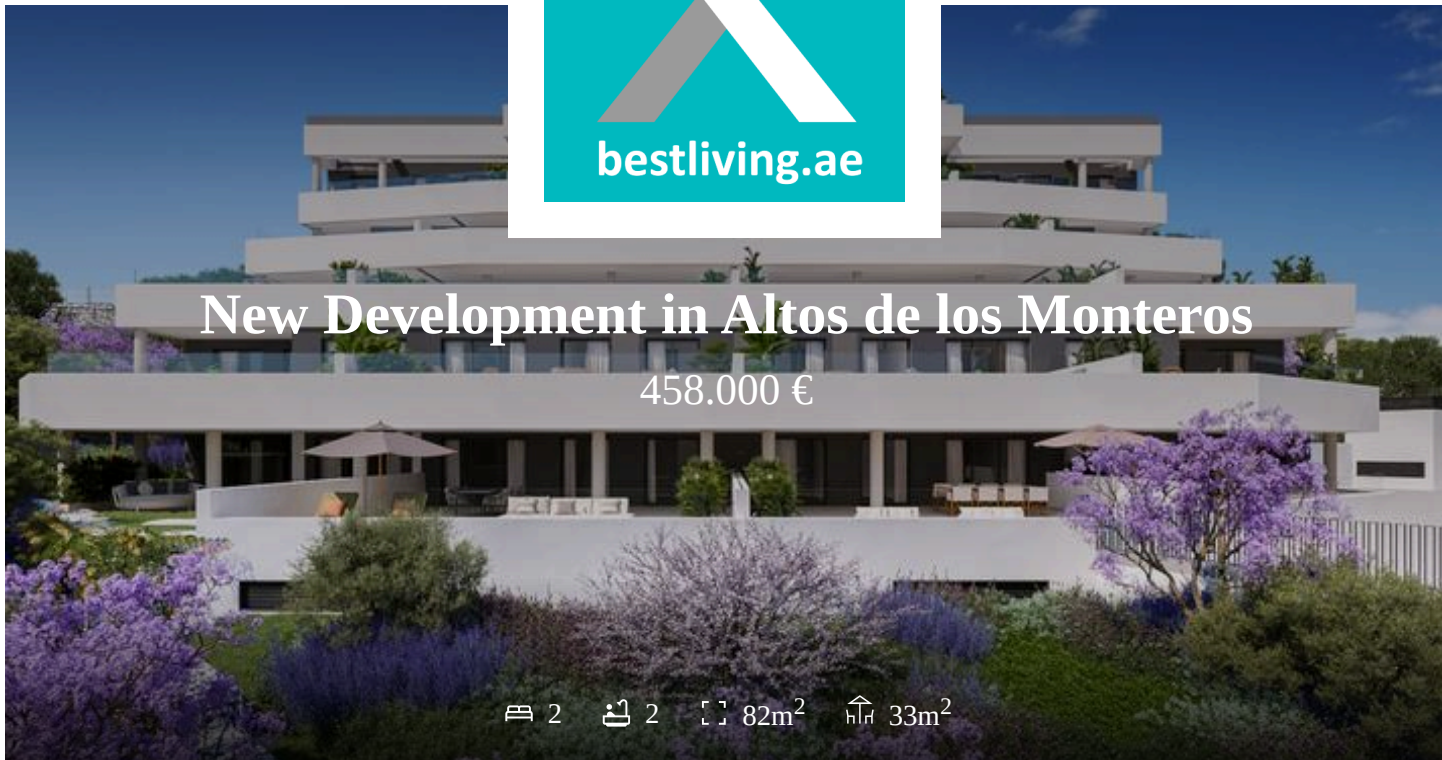 bestliving.ae
New Development in Altos de los Monteros
458.000 €
2 2 82m² 33m²